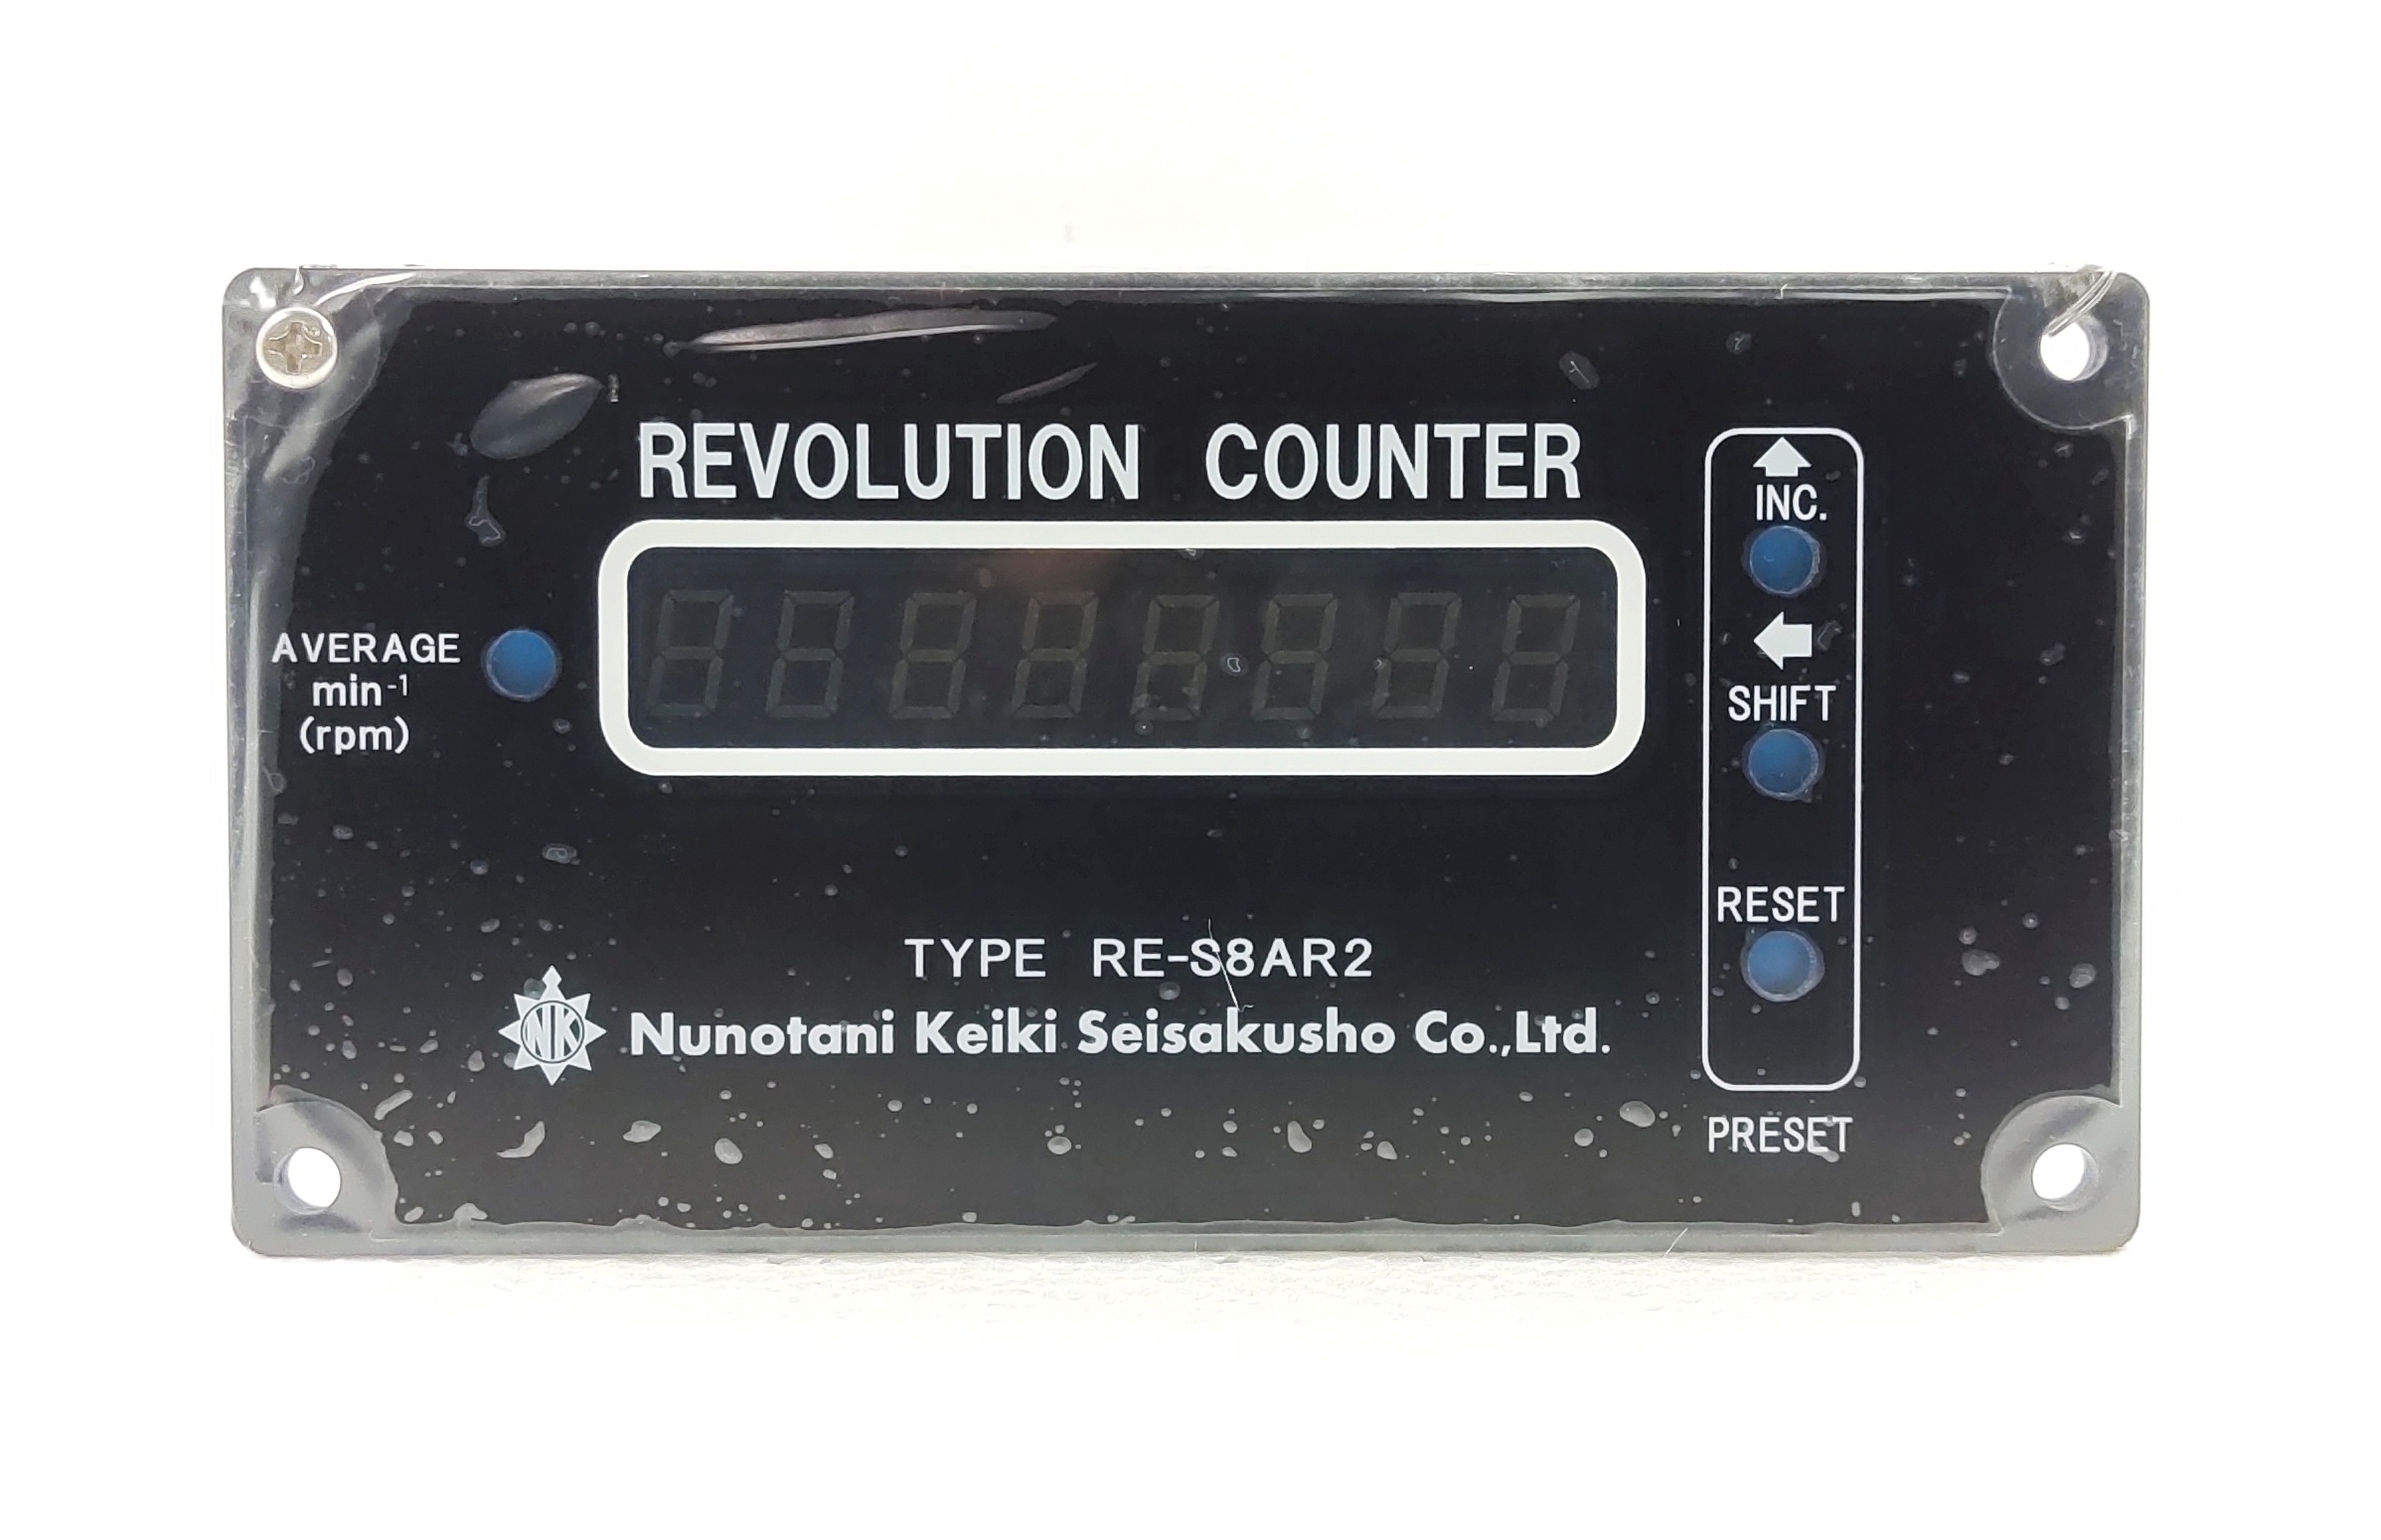 REVOLUTION COUNTER
INC.
AVERAGE
min-1
(rpm)
SHIFT
RESET
TYPE RE-S8AR2
NK Nunotani Keiki Seisakusho Co.,Ltd.
PRESET